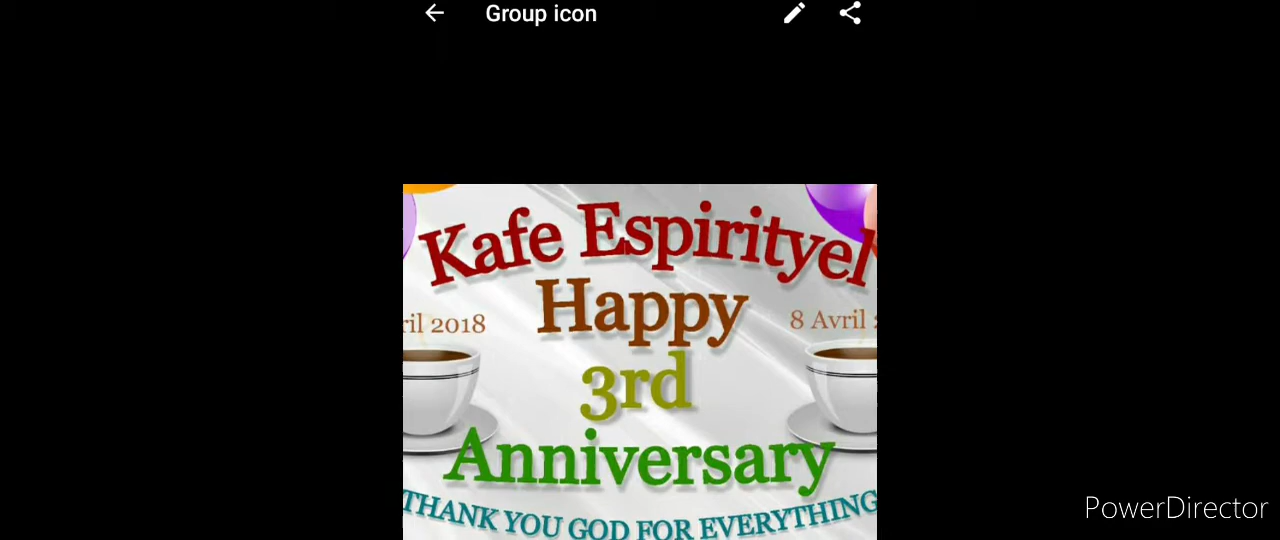 Group icon
Kafe Espirityel
Happy
ril 2018
8 Avril
3rd
Anniversary
THANK YOU GOD FOR EVERYTHING
PowerDirector